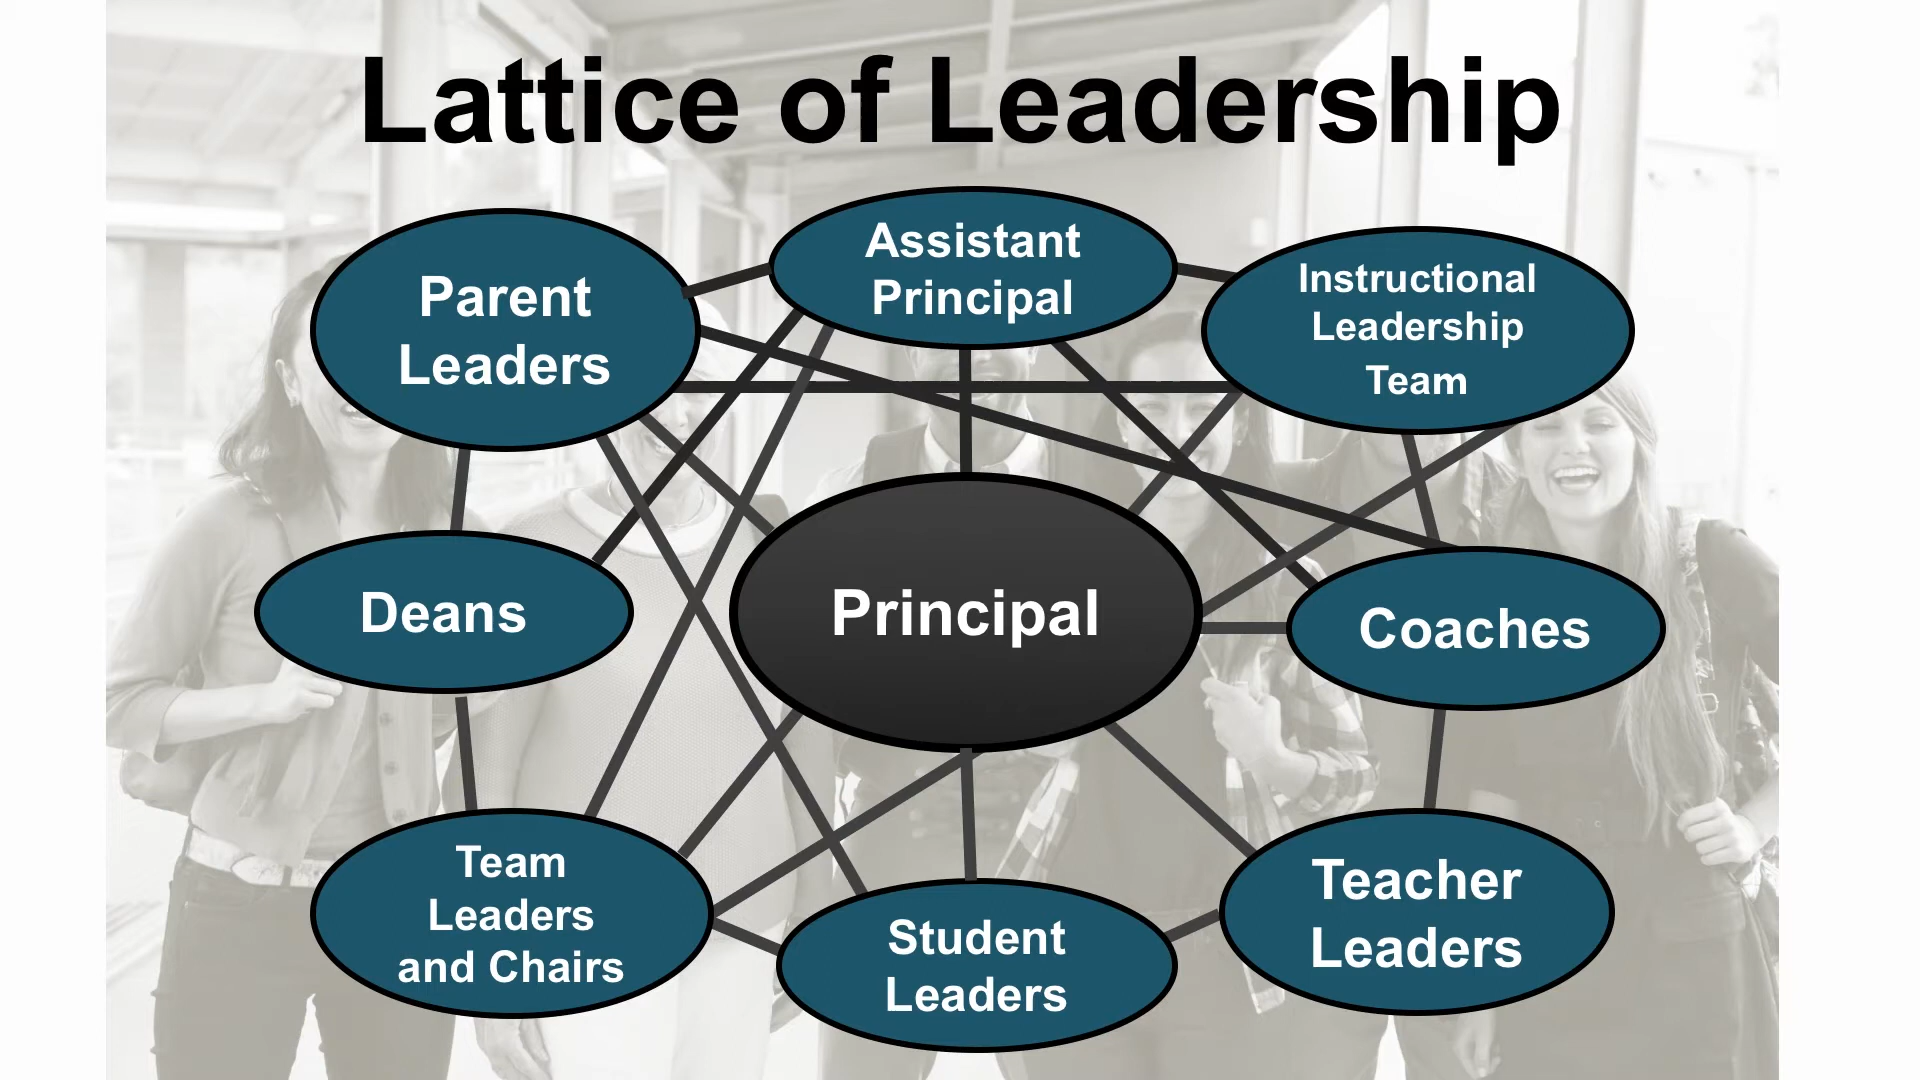 Lattice of Leadership
Parent
Leaders
Assistant
Principal
Instructional
Leadership
Team
Deans
Principal
Coaches
Team
Leaders
and Chairs
Student
Leaders
Teacher
Leaders